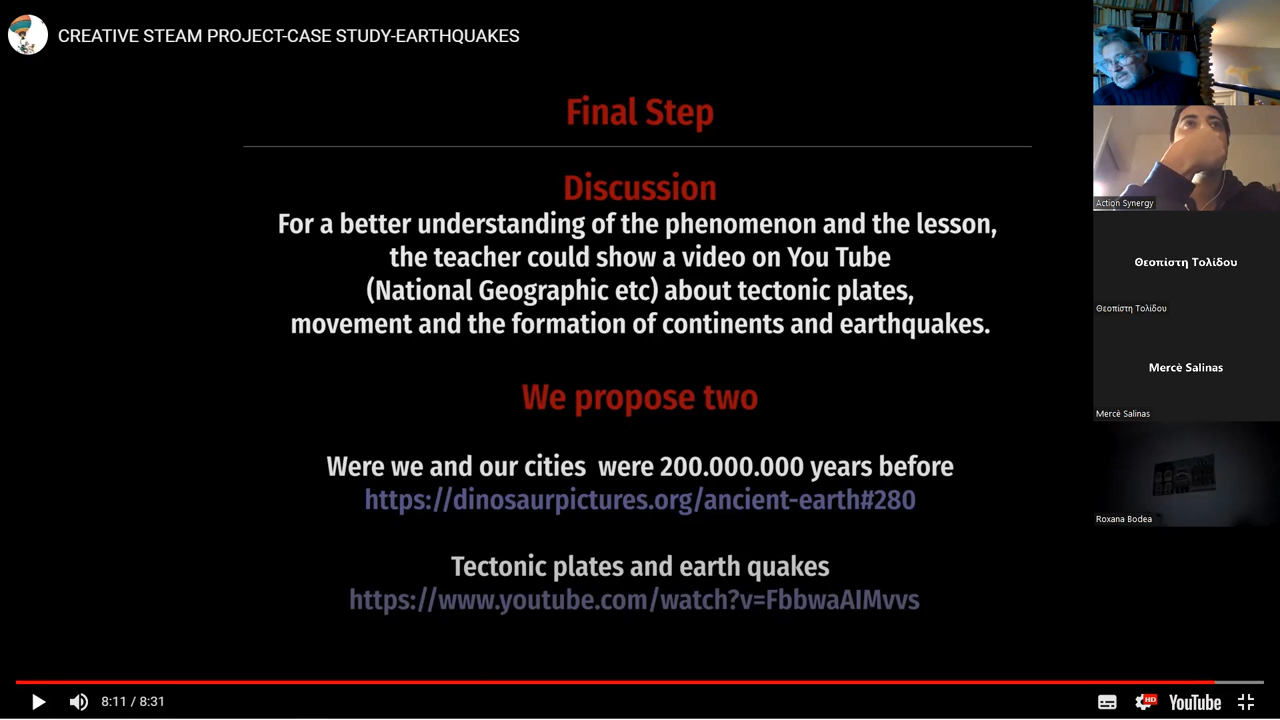 CREATIVE STEAM PROJECT-CASE STUDY-EARTHQUAKES
Final Step
Discussion
For a better understanding of the phenomenon and the lesson,
the teacher could show a video on You Tube
(National Geographic etc) about tectonic plates,
movement and the formation of continents and earthquakes.
We propose two
Were we and our cities were 200.000.000 years before
https://dinosaurpictures.org/ancient-earth#280
Tectonic plates and earth quakes
https://www.youtube.com/watch?v=FbbwaAIMvvs
8:11 / 8:31
HD
YouTube
Action Synergy
Θεοπίστη Τολίδου
Θεοπίστη Τολίδου
Mercè Salinas
Mercè Salinas
Roxana Bodea